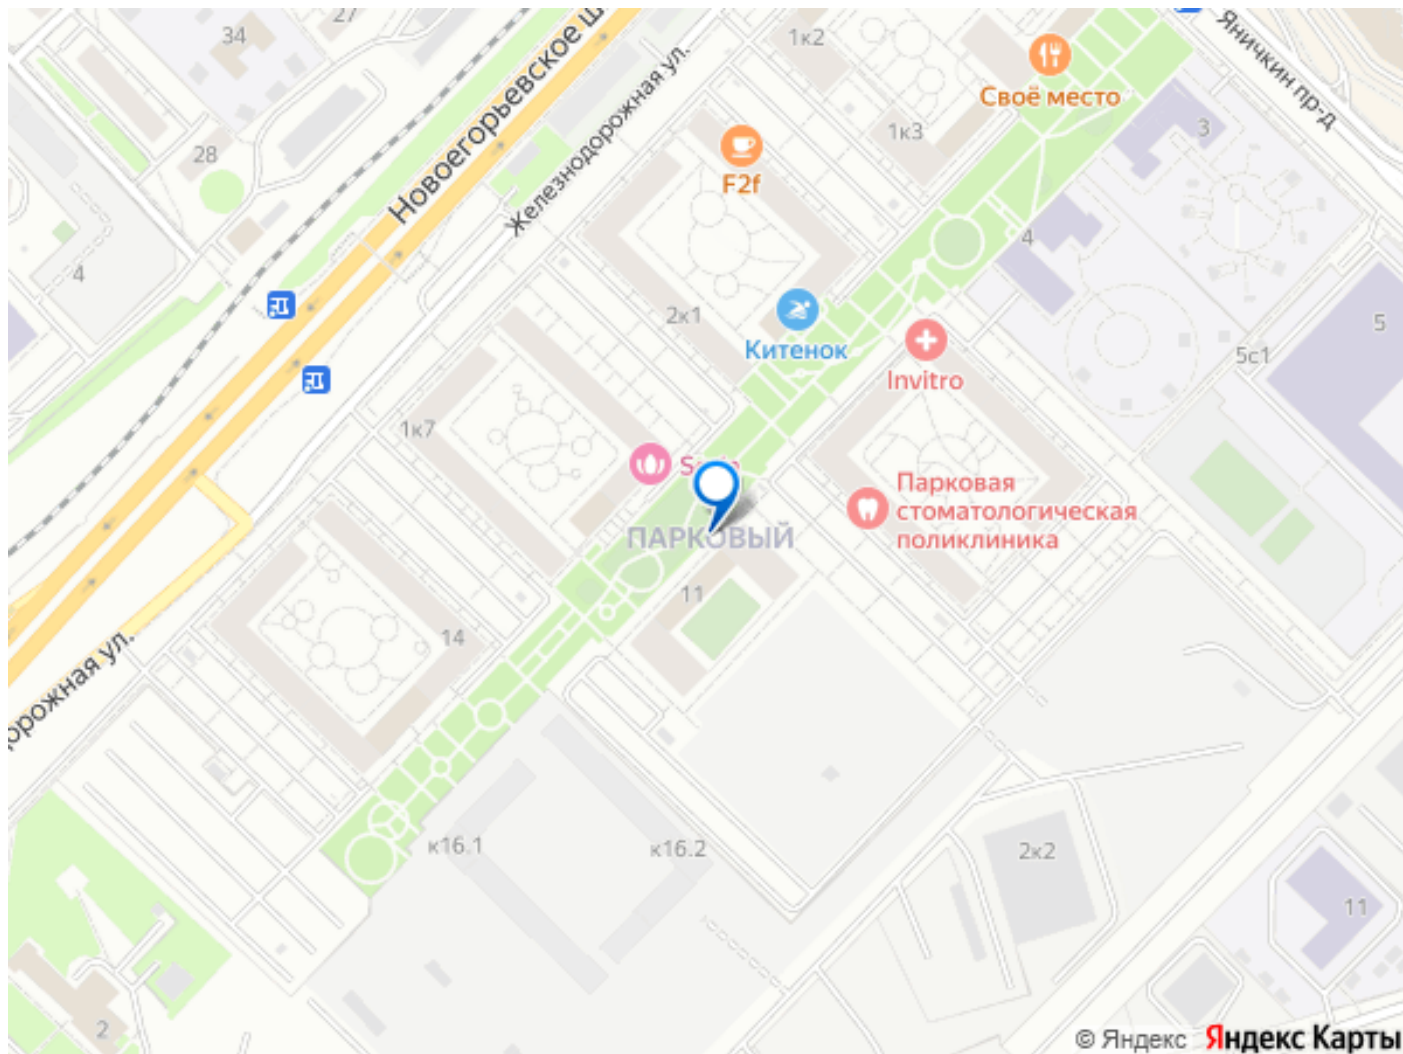 27
34
Новоегорьевское ш
Железнодорожная ул.
1к2
Своё место
Яничкин пр-д
28
1к3
3
F2f
4
4
2к1
5
Китенок
5с1
Invitro
1к7
Парковая
стоматологическая
поликлиника
ПАРКОВЫЙ
11
14
орожная ул.
к16.1
к16.2
2к2
11
2
© Яндекс Яндекс Карты